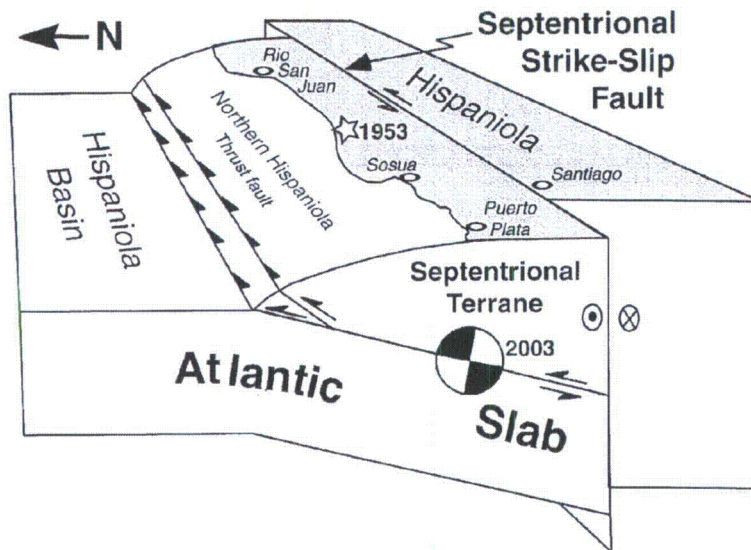 N
Septentrional
Strike-Slip
Fault
Hispaniola
Rio
San
Juan
1953
Northern Hispaniola
Thrust fault
Hispaniola
Basin
Sosua
Santiago
Puerto
Plata
Septentrional
Terrane
2003
Atlantic
Slab